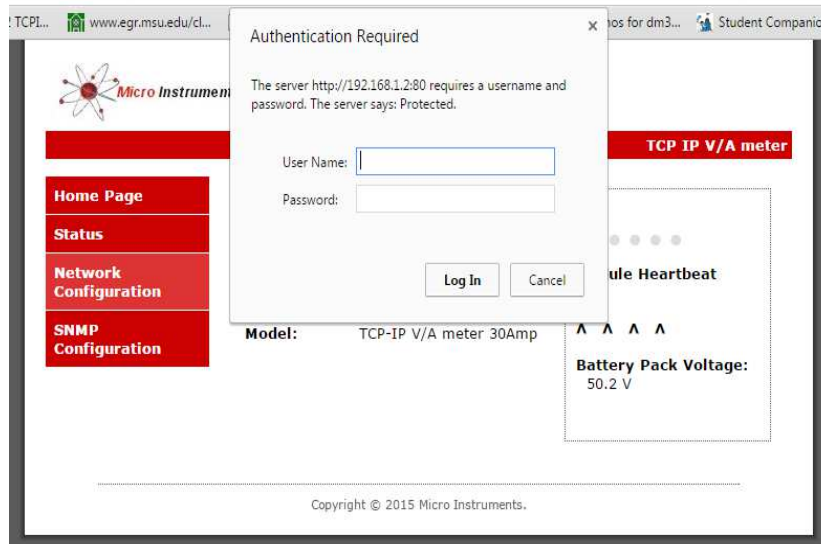 TCPI...
www.egr.msu.edu/cl...
nos for dm3...
Student Companio
Authentication Required
x
The server http://192.168.1.2:80 requires a username and
password. The server says: Protected.
User Name:
Password:
Log In
Cancel
Micro Instrumen
TCP IP V/A meter
Home Page
Status
Network
Configuration
SNMP
Configuration
Model: TCP-IP V/A meter 30Amp
ule Heartbeat
^ ^ ^ ^
Battery Pack Voltage:
50.2 V
Copyright © 2015 Micro Instruments.